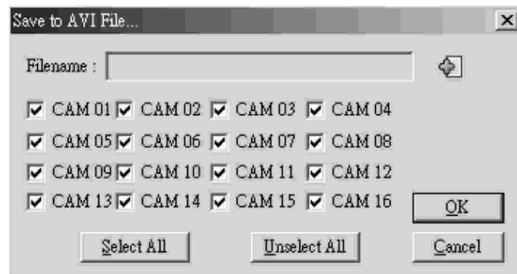 Save to AVI File...
Filename :
CAM 01 CAM 02 CAM 03 CAM 04
CAM 05 CAM 06 CAM 07 CAM 08
CAM 09 CAM 10 CAM 11 CAM 12
CAM 13 CAM 14 CAM 15 CAM 16
OK
Select All Unselect All Cancel